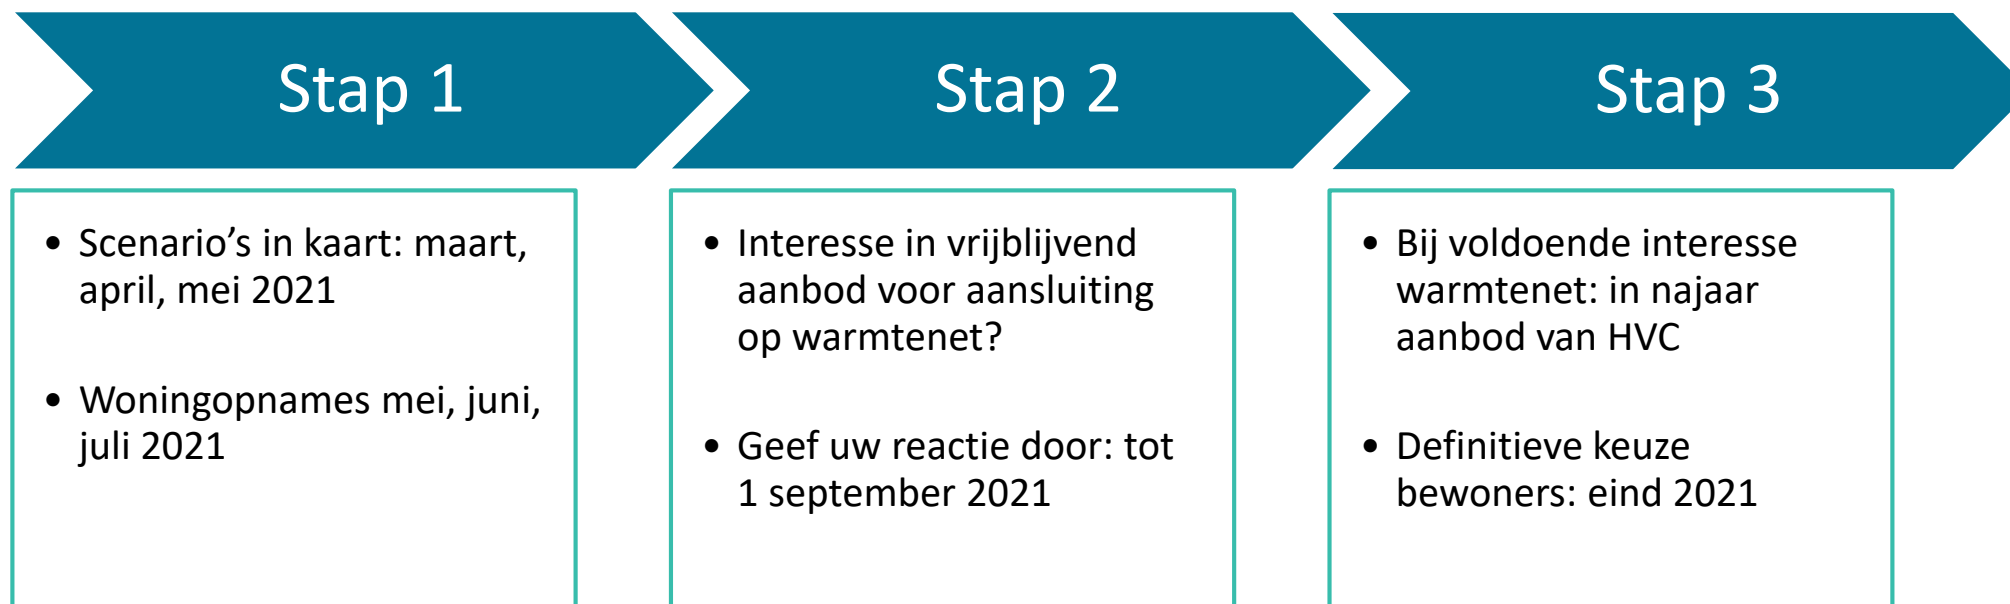 Stap 1
Stap 2
Stap 3
• Scenario’s in kaart: maart,
april, mei 2021
• Woningopnames mei, juni,
juli 2021
• Interesse in vrijblijvend
aanbod voor aansluiting
op warmtenet?
• Geef uw reactie door: tot
1 september 2021
• Bij voldoende interesse
warmtenet: in najaar
aanbod van HVC
• Definitieve keuze
bewoners: eind 2021